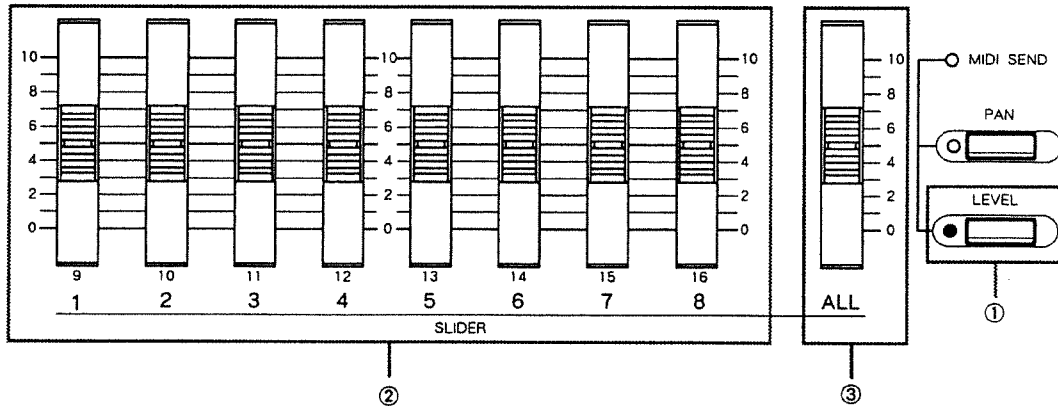 10 10 10 MIDI SEND
8 8 8
PAN
6 6 6
4 4 4
2 2 2
LEVEL
0 0 0
9 10 11 12 13 14 15 16
1 2 3 4 5 6 7 8 ALL
SLIDER
①
② ③